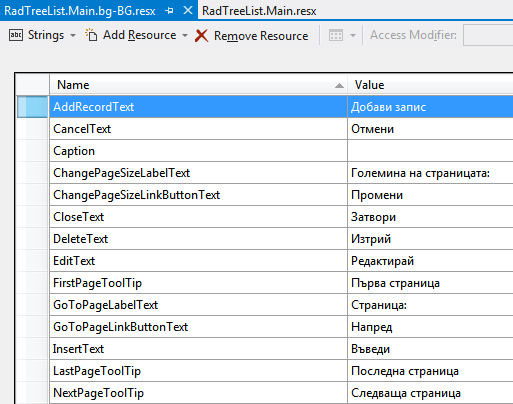 RadTreeList.Main.bg-BG.resx RadTreeList.Main.resx
Strings Add Resource Remove Resource Access Modifier:
Name Value
AddRecordText Добави запис
CancelText Отмени
Caption
ChangePageSizeLabelText Големина на страницата:
ChangePageSizeLinkButtonText Промени
CloseText Затвори
DeleteText Изтрий
EditText Редактирай
FirstPageToolTip Първа страница
GoToPageLabelText Страница:
GoToPageLinkButtonText Напред
InsertText Въведи
LastPageToolTip Последна страница
NextPageToolTip Следваща страница